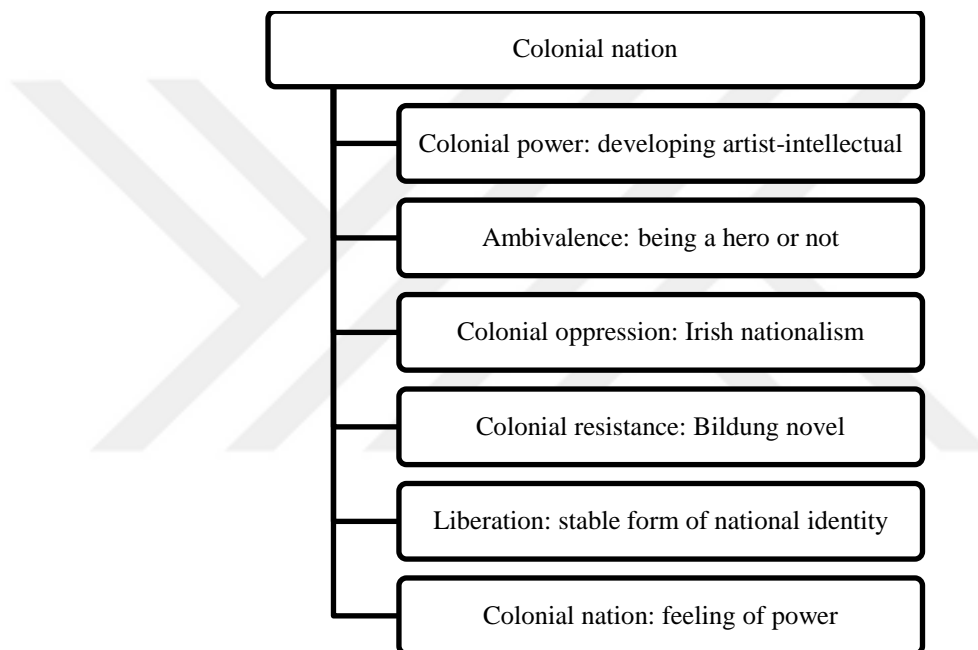 Colonial nation
Colonial power: developing artist-intellectual
Ambivalence: being a hero or not
Colonial oppression: Irish nationalism
Colonial resistance: Bildung novel
Liberation: stable form of national identity
Colonial nation: feeling of power